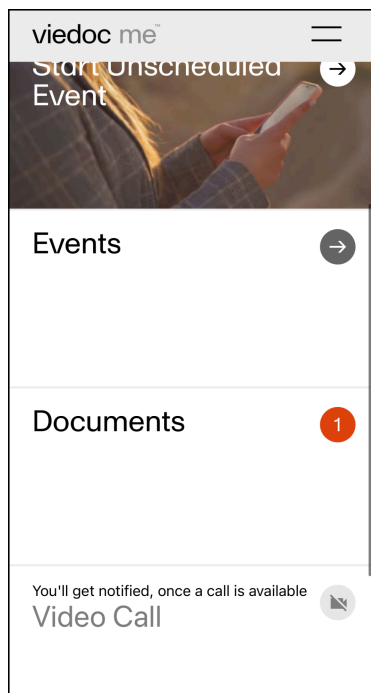 viedoc me™
Start Unscheduled
Event
Events
Documents
1
You'll get notified, once a call is available
Video Call